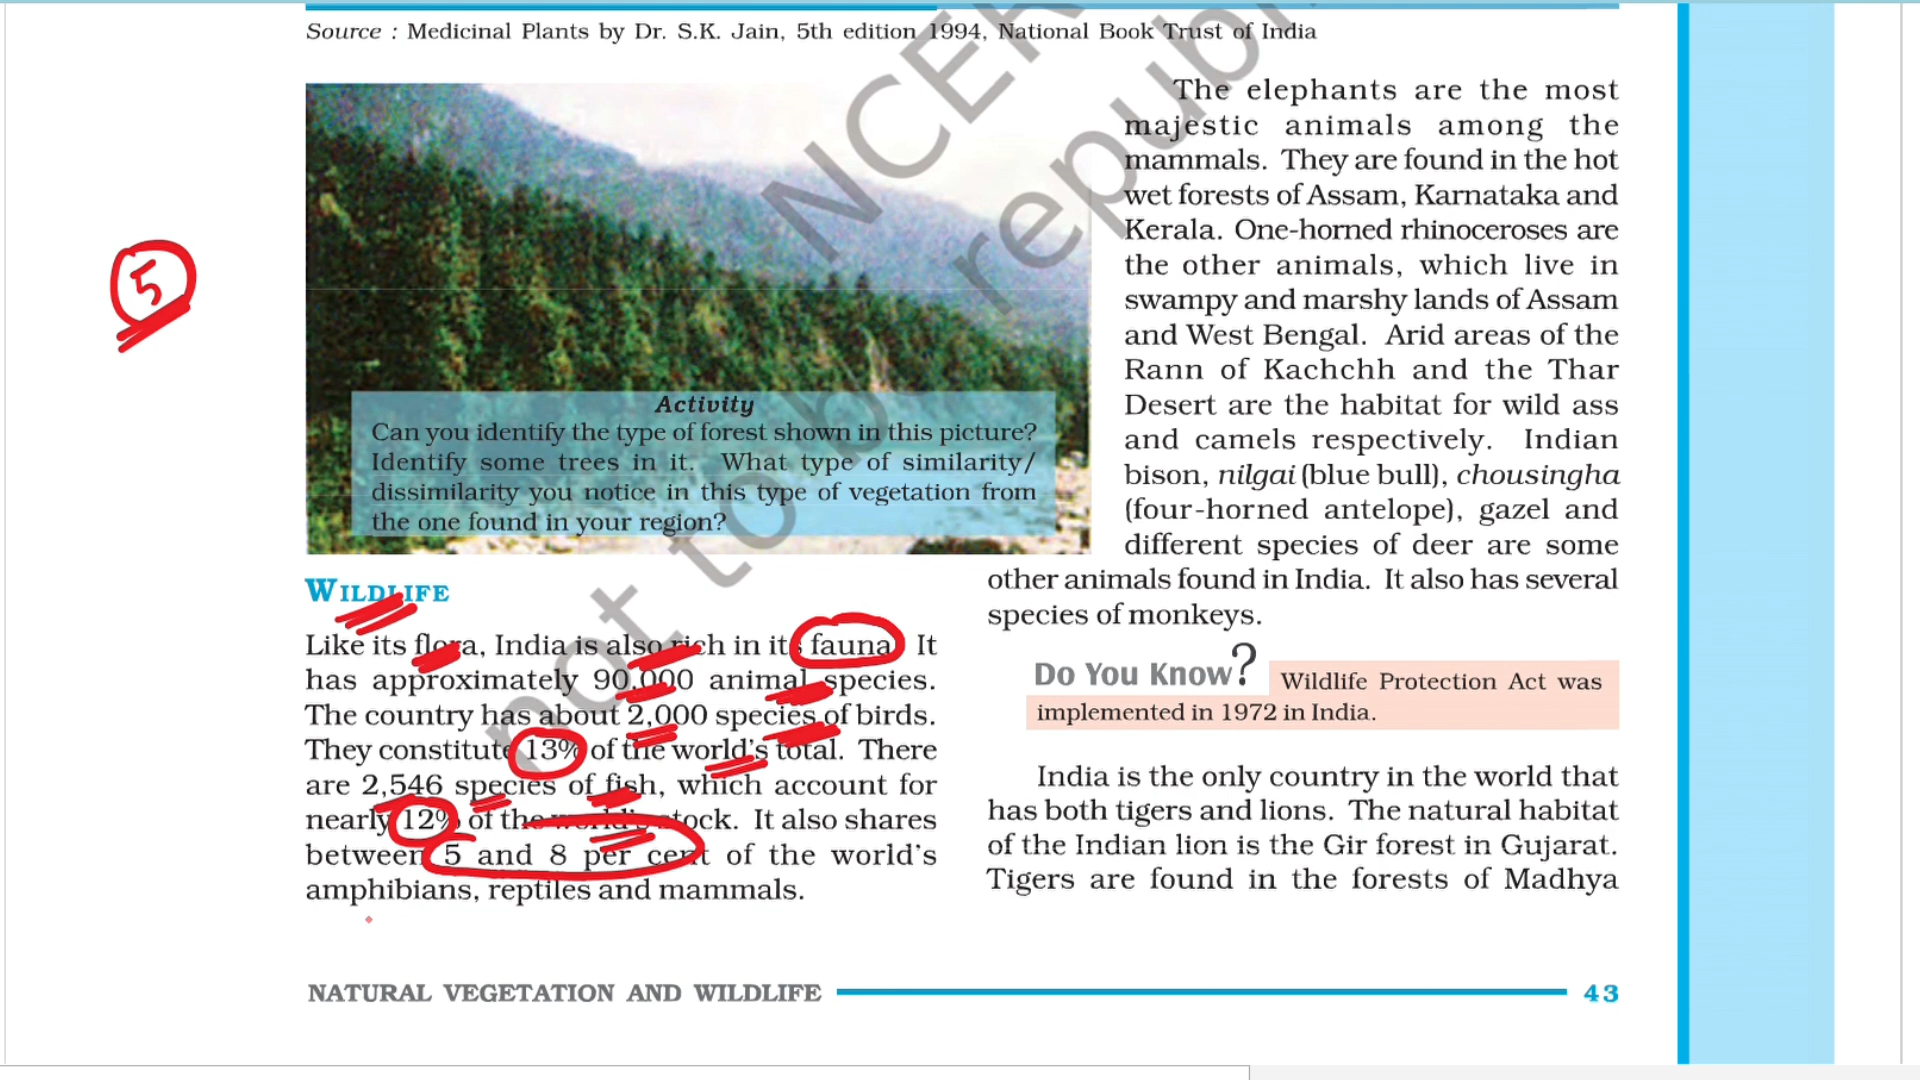 Source : Medicinal Plants by Dr. S.K. Jain, 5th edition 1994, National Book Trust of India
5
Activity
Can you identify the type of forest shown in this picture?
Identify some trees in it. What type of similarity/
dissimilarity you notice in this type of vegetation from
the one found in your region?
WILDLIFE
Like its flora, India is also rich in its fauna. It
has approximately 90,000 animal species.
The country has about 2,000 species of birds.
They constitute 13% of the world's total. There
are 2,546 species of fish, which account for
nearly 12% of the world's stock. It also shares
between 5 and 8 per cent of the world's
amphibians, reptiles and mammals.
The elephants are the most
majestic animals among the
mammals. They are found in the hot
wet forests of Assam, Karnataka and
Kerala. One-horned rhinoceroses are
the other animals, which live in
swampy and marshy lands of Assam
and West Bengal. Arid areas of the
Rann of Kachchh and the Thar
Desert are the habitat for wild ass
and camels respectively. Indian
bison, nilgai (blue bull), chousingha
(four-horned antelope), gazel and
different species of deer are some
other animals found in India. It also has several
species of monkeys.
Do You Know? Wildlife Protection Act was
implemented in 1972 in India.
India is the only country in the world that
has both tigers and lions. The natural habitat
of the Indian lion is the Gir forest in Gujarat.
Tigers are found in the forests of Madhya
NATURAL VEGETATION AND WILDLIFE 43
NCER
not to be republ